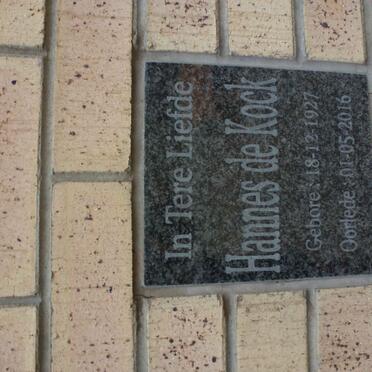 In Tere Liefde
Hannes de Kock
Gebore : 18-12-1927
Oorlede : 01-05-2016